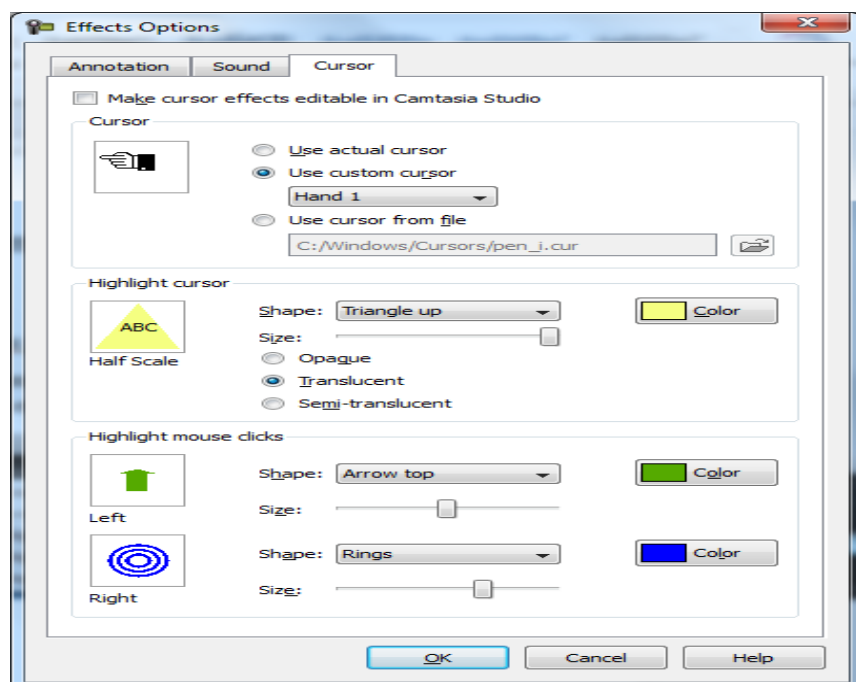 Effects Options
Annotation Sound Cursor
Make cursor effects editable in Camtasia Studio
Cursor
Use actual cursor
Use custom cursor
Hand 1
Use cursor from file
C:/Windows/Cursors/pen_i.cur
Highlight cursor
ABC
Half Scale
Shape: Triangle up Color
Size:
Opaque
Translucent
Semi-translucent
Highlight mouse clicks
Left
Shape: Arrow top Color
Size:
Right
Shape: Rings Color
Size:
OK Cancel Help